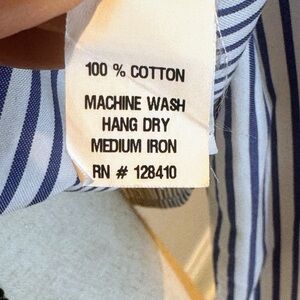 100 % COTTON
MACHINE WASH
HANG DRY
MEDIUM IRON
RN # 128410